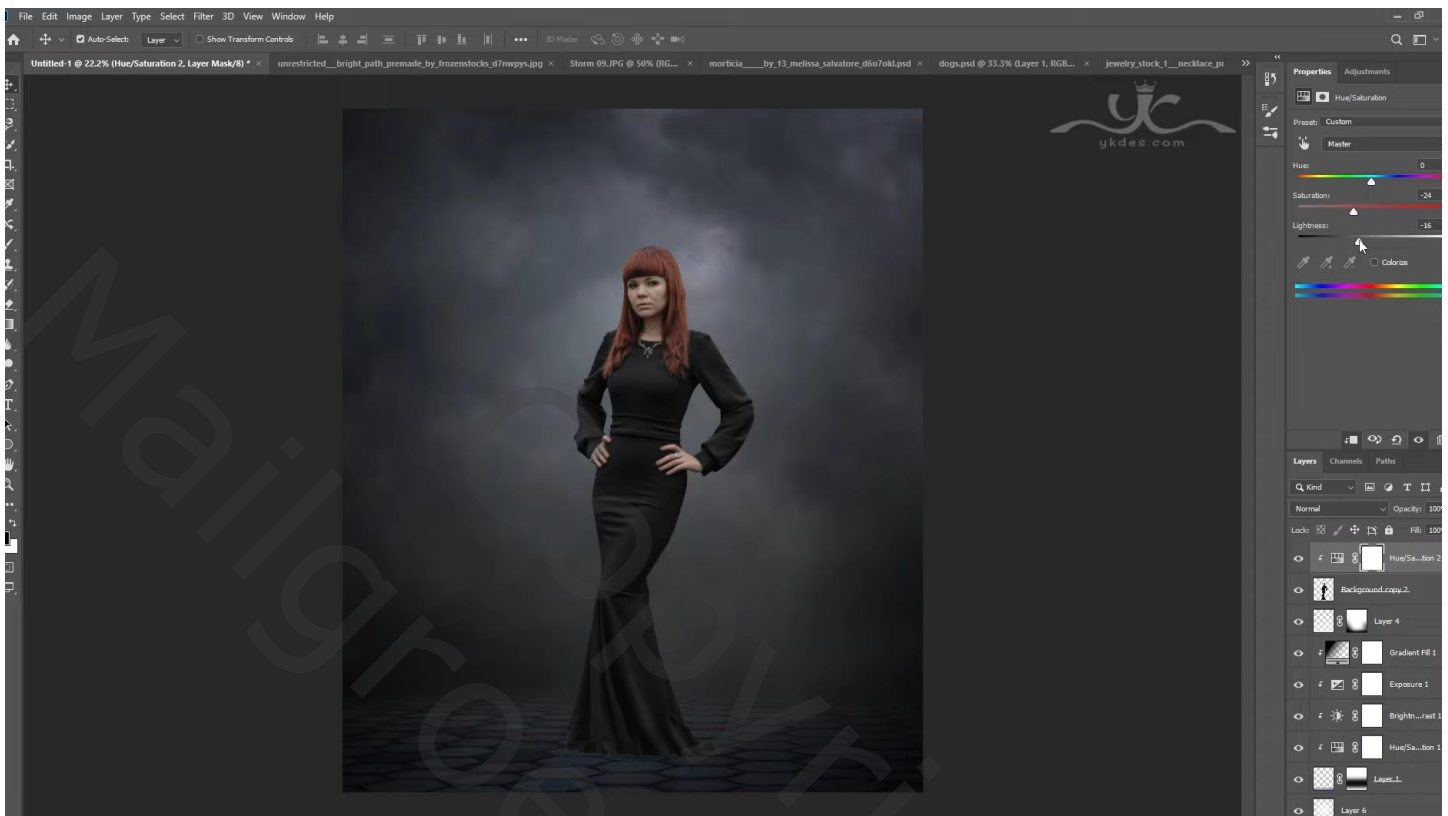 File Edit Image Layer Type Select Filter 3D View Window Help
Auto-Select: Layer Show Transform Controls 3D Mode:
Untitled-1 @ 22.2% (Hue/Saturation 2, Layer Mask/8) * × unrestricted__bright_path_premade_by_frozenstocks_d7nwpys.jpg × Storm 09.JPG @ 50% (RG... × morticia_____by_13_melissa_salvatore_d6u7okl.psd × dogs.psd @ 33.3% (Layer 1, RGB... × jewelry_stock_1__necklace_pr
yk
ykdes.com
Properties Adjustments
Hue/Saturation
Preset: Custom
Master
Hue: 0
Saturation: -24
Lightness: -16
Colorize
Layers Channels Paths
Kind
Normal Opacity: 100%
Lock: Fill: 100%
Hue/Sa...tion 2
Background copy 2
Layer 4
Gradient Fill 1
Exposure 1
Brightn...rast 1
Hue/Sa...tion 1
Layer 1
Layer 6